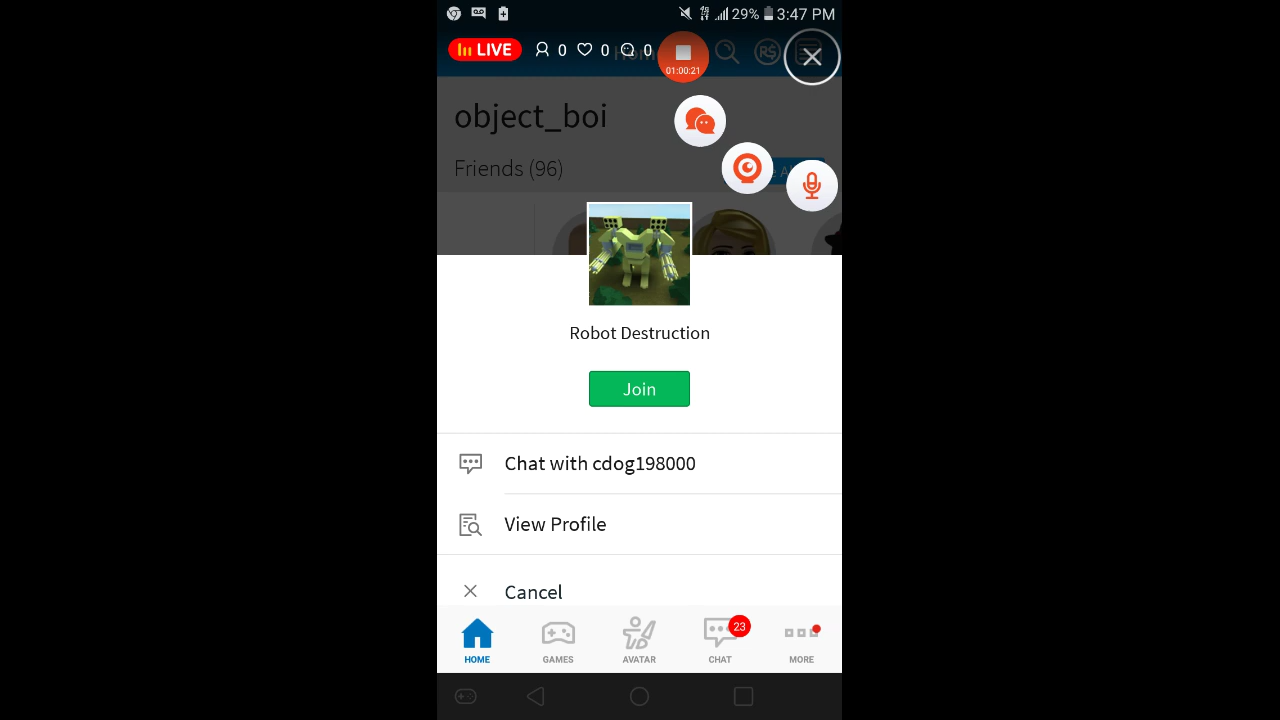 29% 3:47 PM
LIVE 0 0 0
Hom
01:00:21
R$
object_boi
Friends (96)
Robot Destruction
Join
Chat with cdog198000
View Profile
Cancel
23
HOME GAMES AVATAR CHAT MORE